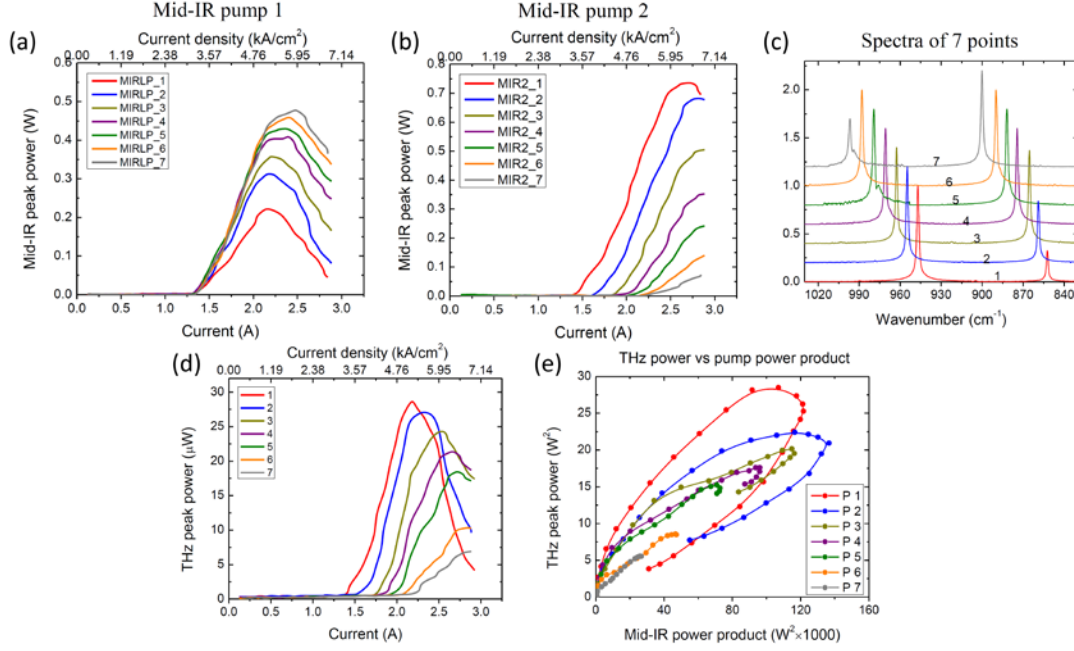 Mid-IR pump 1
Mid-IR pump 2
(a)
Current density (kA/cm²)
0.00 1.19 2.38 3.57 4.76 5.95 7.14
0.8
0.7
0.6
0.5
0.4
0.3
0.2
0.1
0.0
Mid-IR peak power (W)
MIRLP_1
MIRLP_2
MIRLP_3
MIRLP_4
MIRLP_5
MIRLP_6
MIRLP_7
0.0 0.5 1.0 1.5 2.0 2.5 3.0
Current (A)
(b)
Current density (kA/cm²)
0.00 1.19 2.38 3.57 4.76 5.95 7.14
0.8
0.7
0.6
0.5
0.4
0.3
0.2
0.1
0.0
Mid-IR peak power (W)
MIR2_1
MIR2_2
MIR2_3
MIR2_4
MIR2_5
MIR2_6
MIR2_7
0.0 0.5 1.0 1.5 2.0 2.5 3.0
Current (A)
(c)
Spectra of 7 points
2.0
1.5
1.0
0.5
0.0
7
6
5
4
3
2
1
1020 990 960 930 900 870 840
Wavenumber (cm⁻¹)
(d)
Current density (kA/cm²)
0.00 1.19 2.38 3.57 4.76 5.95 7.14
30
25
20
15
10
5
0
THz peak power (μW)
1
2
3
4
5
6
7
0.0 0.5 1.0 1.5 2.0 2.5 3.0
Current (A)
(e)
THz power vs pump power product
30
25
20
15
10
5
0
THz peak power (W²)
P 1
P 2
P 3
P 4
P 5
P 6
P 7
0 40 80 120 160
Mid-IR power product (W²×1000)